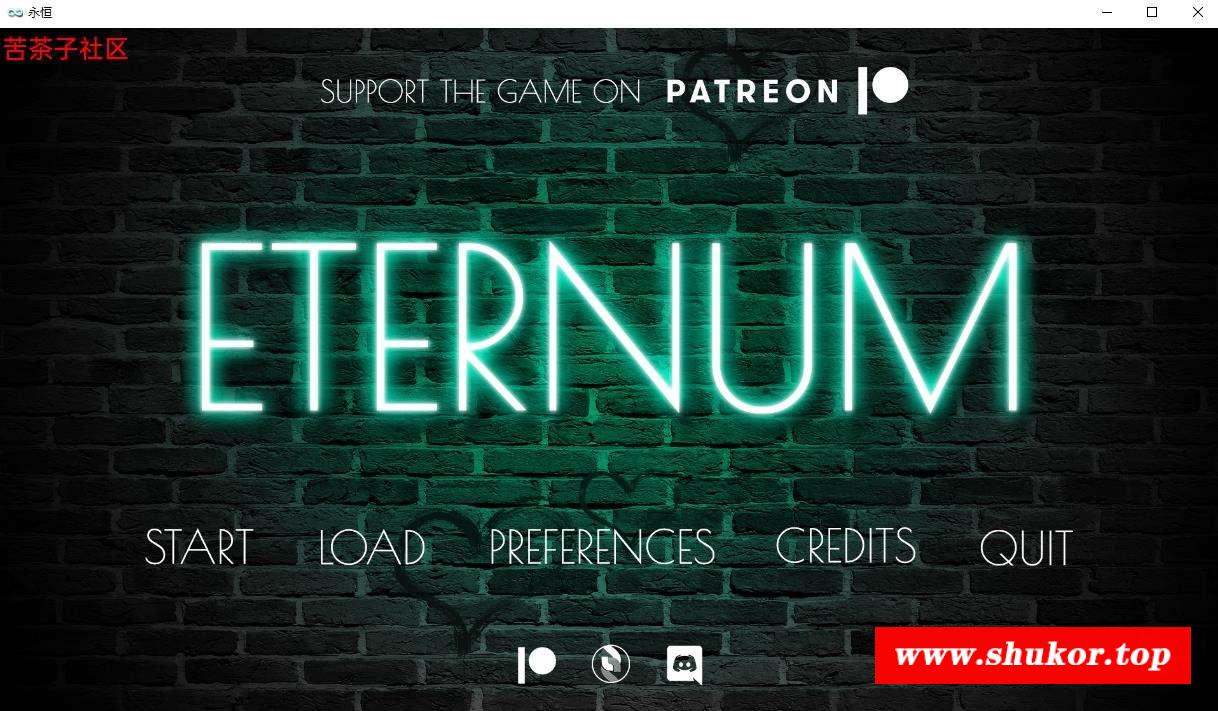 永恒
苦茶子社区
SUPPORT THE GAME ON PATREON
ETERNUM
START LOAD PREFERENCES CREDITS QUIT
www.shukor.top